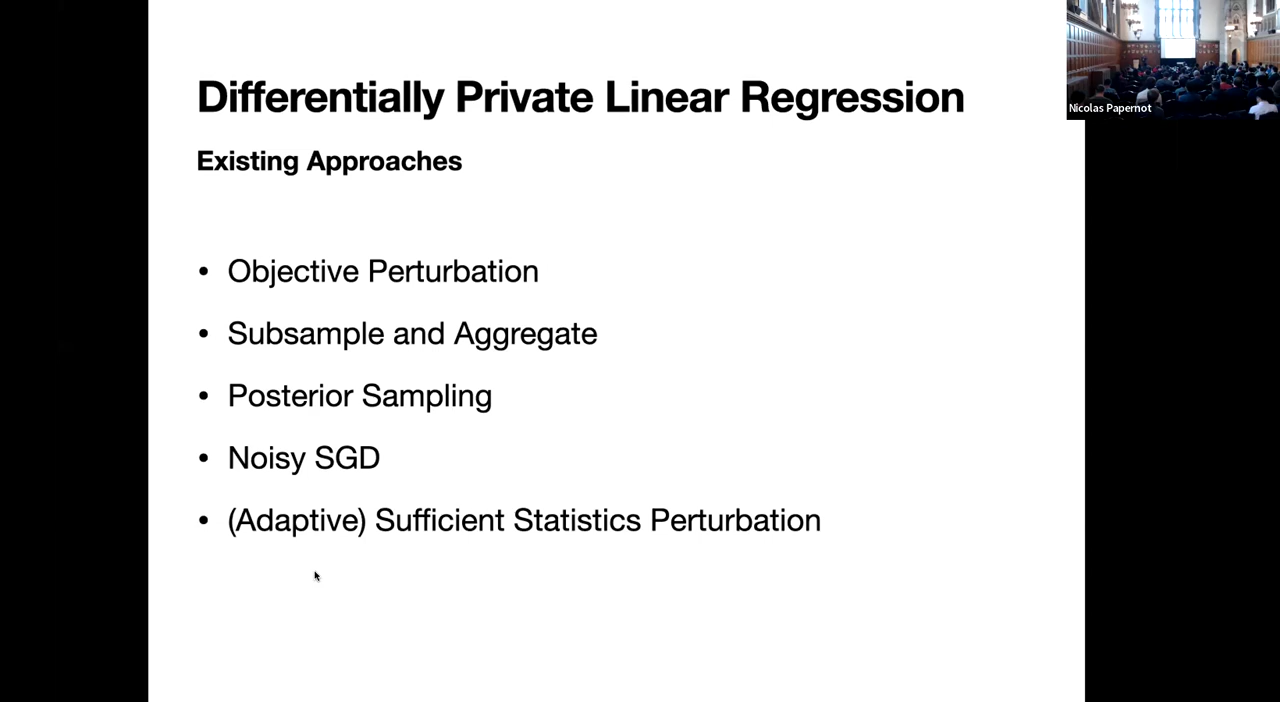 Differentially Private Linear Regression
Existing Approaches
• Objective Perturbation
• Subsample and Aggregate
• Posterior Sampling
• Noisy SGD
• (Adaptive) Sufficient Statistics Perturbation
Nicolas Papernot